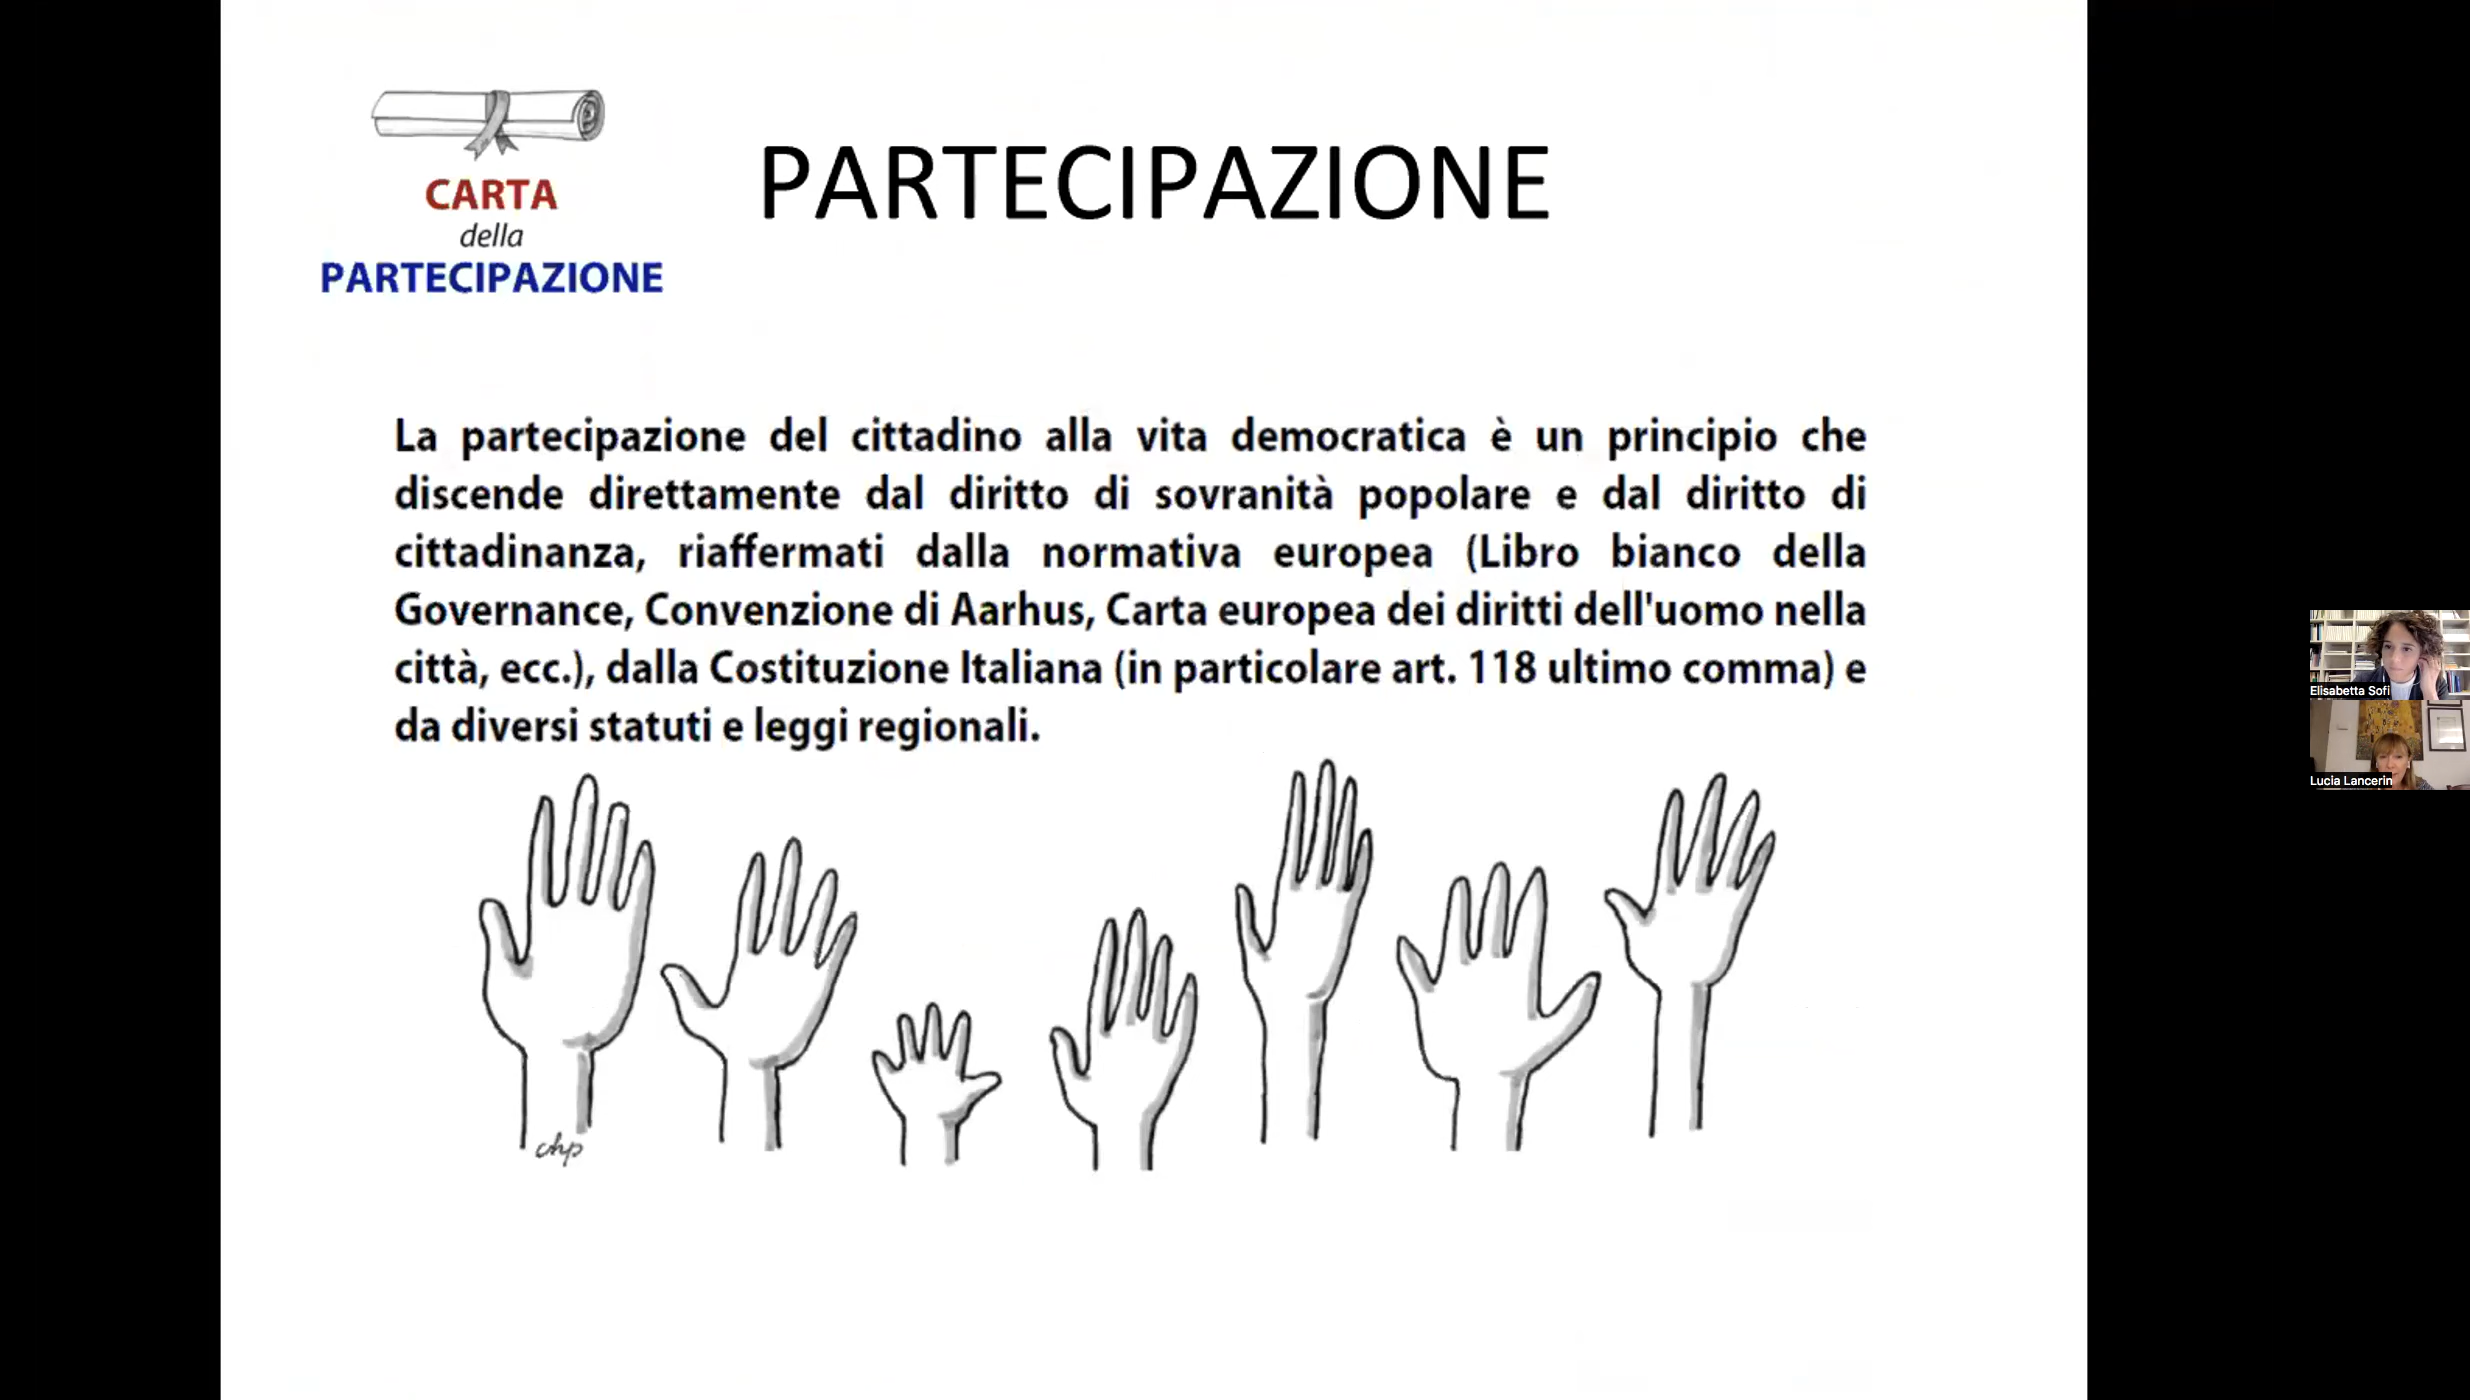 CARTA
della
PARTECIPAZIONE
PARTECIPAZIONE
La partecipazione del cittadino alla vita democratica è un principio che
discende direttamente dal diritto di sovranità popolare e dal diritto di
cittadinanza, riaffermati dalla normativa europea (Libro bianco della
Governance, Convenzione di Aarhus, Carta europea dei diritti dell'uomo nella
città, ecc.), dalla Costituzione Italiana (in particolare art. 118 ultimo comma) e
da diversi statuti e leggi regionali.
chp
Elisabetta Sofi
Lucia Lancerin